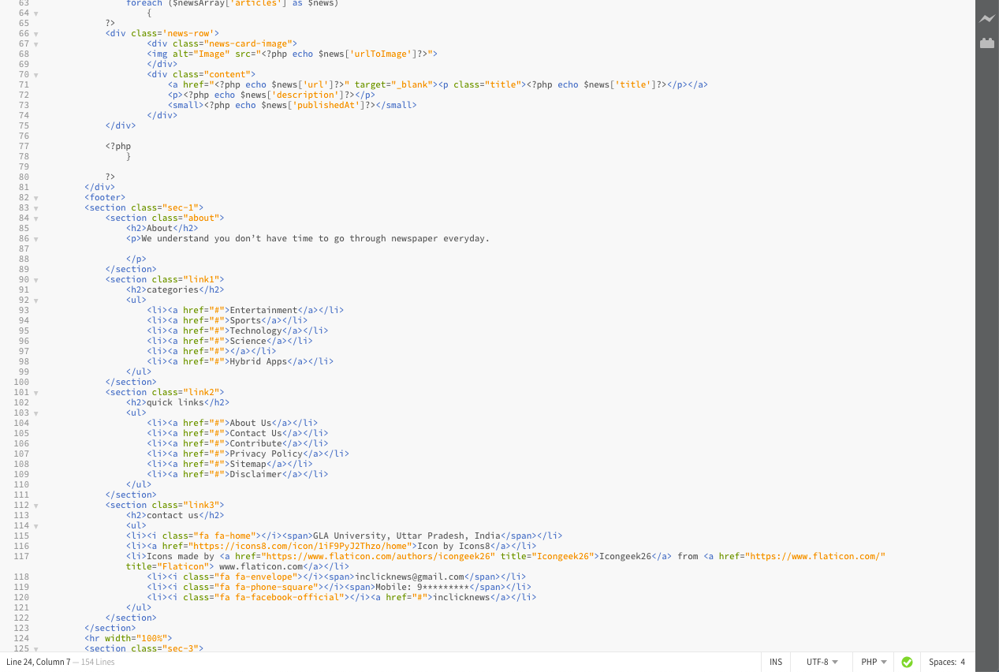 63 foreach ($newsArray['articles'] as $news)
64 {
65 ?>
66 <div class='news-row'>
67 <div class="news-card-image">
68 <img alt="Image" src="<?php echo $news['urlToImage']?>">
69 </div>
70 <div class="content">
71 <a href="<?php echo $news['url']?>" target="_blank"><p class="title"><?php echo $news['title']?></p></a>
72 <p><?php echo $news['description']?></p>
73 <small><?php echo $news['publishedAt']?></small>
74 </div>
75 </div>
76
77 <?php
78 }
79
80 ?>
81 </div>
82 <footer>
83 <section class="sec-1">
84 <section class="about">
85 <h2>About</h2>
86 <p>We understand you don’t have time to go through newspaper everyday.
87
88 </p>
89 </section>
90 <section class="link1">
91 <h2>categories</h2>
92 <ul>
93 <li><a href="#">Entertainment</a></li>
94 <li><a href="#">Sports</a></li>
95 <li><a href="#">Technology</a></li>
96 <li><a href="#">Science</a></li>
97 <li><a href="#"></a></li>
98 <li><a href="#">Hybrid Apps</a></li>
99 </ul>
100 </section>
101 <section class="link2">
102 <h2>quick links</h2>
103 <ul>
104 <li><a href="#">About Us</a></li>
105 <li><a href="#">Contact Us</a></li>
106 <li><a href="#">Contribute</a></li>
107 <li><a href="#">Privacy Policy</a></li>
108 <li><a href="#">Sitemap</a></li>
109 <li><a href="#">Disclaimer</a></li>
110 </ul>
111 </section>
112 <section class="link3">
113 <h2>contact us</h2>
114 <ul>
115 <li><i class="fa fa-home"></i><span>GLA University, Uttar Pradesh, India</span></li>
116 <li><a href="https://icons8.com/icon/1iF9PyJ2Thzo/home">Icon by Icons8</a></li>
117 <li>Icons made by <a href="https://www.flaticon.com/authors/icongeek26" title="Icongeek26">Icongeek26</a> from <a href="https://www.flaticon.com/"
title="Flaticon"> www.flaticon.com</a></li>
118 <li><i class="fa fa-envelope"></i><span>inclicknews@gmail.com</span></li>
119 <li><i class="fa fa-phone-square"></i><span>Mobile: 9*********</span></li>
120 <li><i class="fa fa-facebook-official"></i><a href="#">inclicknews</a></li>
121 </ul>
122 </section>
123 </section>
124 <hr width="100%">
125 <section class="sec-3">
Line 24, Column 7 — 154 Lines INS UTF-8 PHP Spaces: 4